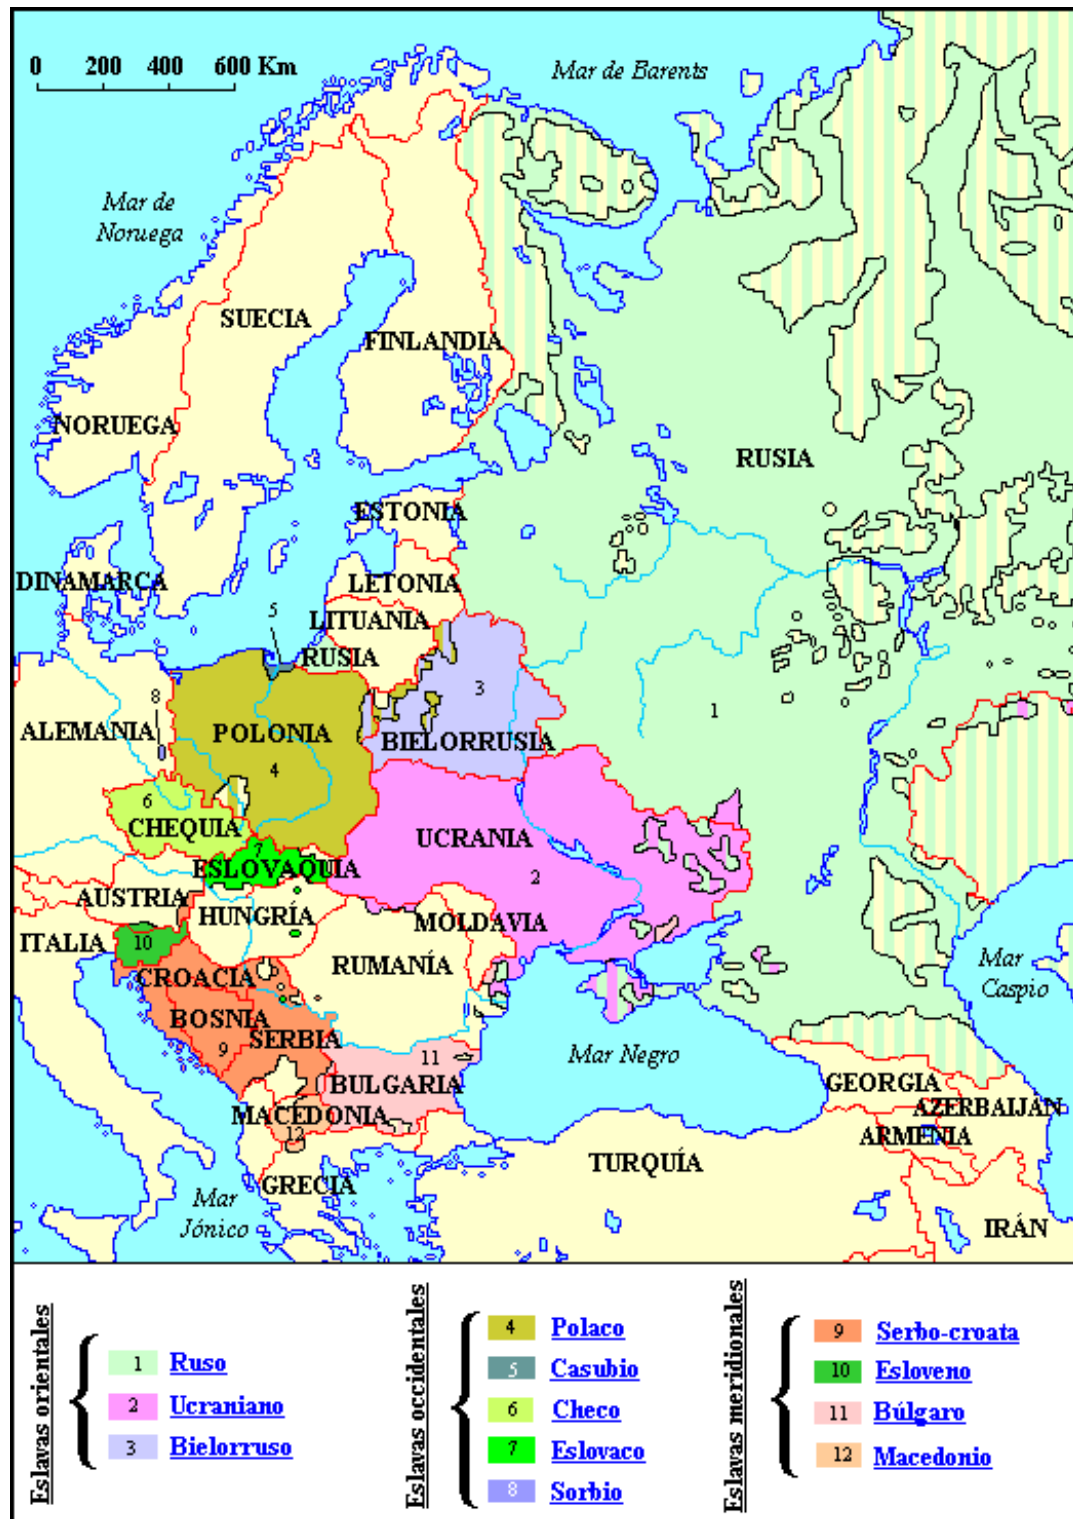 0 200 400 600 Km
Mar de Barents
Mar de
Noruega
SUECIA
FINLANDIA
NORUEGA
RUSIA
ESTONIA
DINAMARCA
LETONIA
5
LITUANIA
RUSIA
8
3
1
ALEMANIA
POLONIA
BIELORRUSIA
4
6
CHEQUIA
UCRANIA
7
ESLOVAQUIA
2
AUSTRIA
HUNGRÍA
MOLDAVIA
ITALIA
10
CROACIA
RUMANÍA
Mar
Caspio
BOSNIA
SERBIA
9
11
Mar Negro
BULGARIA
GEORGIA
MACEDONIA
AZERBAIJÁN
12
ARMENIA
TURQUÍA
GRECIA
Mar
Jónico
IRÁN
Eslavas orientales
1 Ruso
2 Ucraniano
3 Bielorruso
Eslavas occidentales
4 Polaco
5 Casubio
6 Checo
7 Eslovaco
8 Sorbio
Eslavas meridionales
9 Serbo-croata
10 Esloveno
11 Búlgaro
12 Macedonio